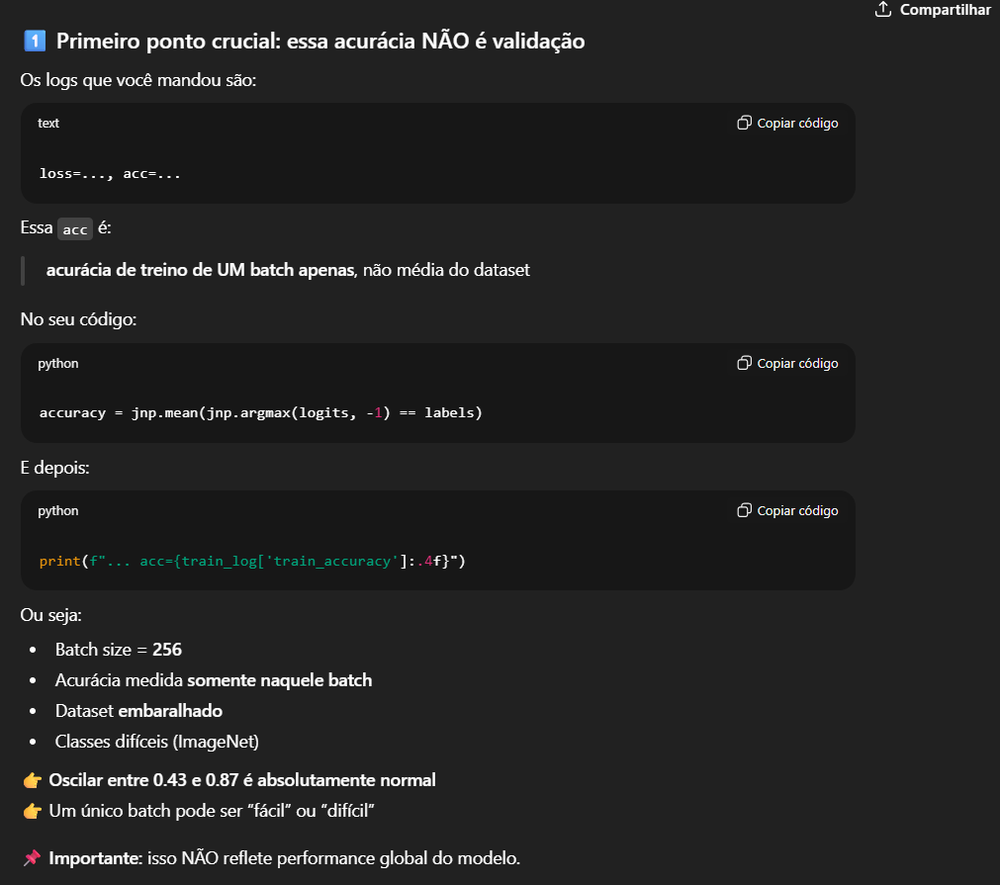 Compartilhar
1 Primeiro ponto crucial: essa acurácia NÃO é validação
Os logs que você mandou são:
text
Copiar código
loss=..., acc=...
Essa acc é:
acurácia de treino de UM batch apenas, não média do dataset
No seu código:
python
Copiar código
accuracy = jnp.mean(jnp.argmax(logits, -1) == labels)
E depois:
python
Copiar código
print(f"... acc={train_log['train_accuracy']:.4f}")
Ou seja:
• Batch size = 256
• Acurácia medida somente naquele batch
• Dataset embaralhado
• Classes difíceis (ImageNet)
👉 Oscilar entre 0.43 e 0.87 é absolutamente normal
👉 Um único batch pode ser “fácil” ou “difícil”
📌 Importante: isso NÃO reflete performance global do modelo.